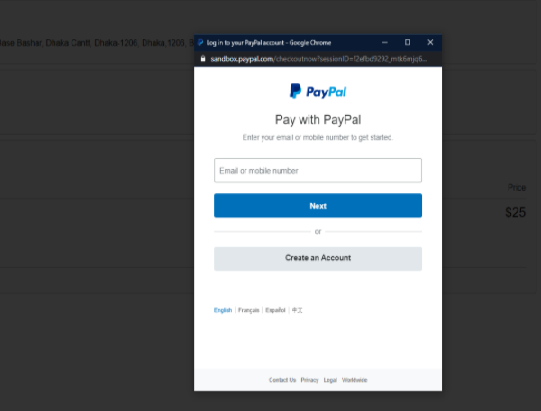 Base Bashar, Dhaka Cantt, Dhaka-1206, Dhaka, 1205, B
Log in to your PayPal account - Google Chrome
sandbox.paypal.com/checkoutnow?sessionID=
PayPal
Pay with PayPal
Enter your email or mobile number to get started.
Email or mobile number
Next
or
Create an Account
Price
$25
English | Français | Español | 中文
Contact Us Privacy Legal Worldwide